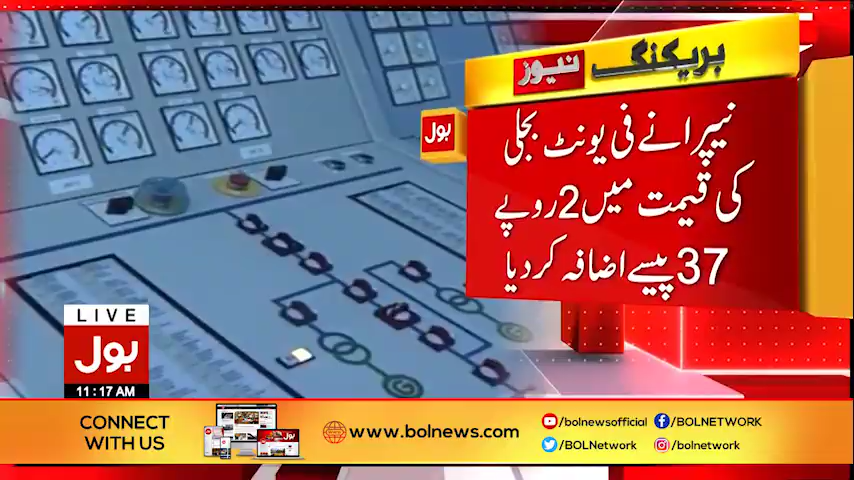 بریکنگ نیوز
بول
نیپرا نے فی یونٹ بجلی
کی قیمت میں 2 روپے
37 پیسے اضافہ کر دیا
LIVE
بول
11:17 AM
CONNECT
WITH US
www.bolnews.com
/bolnewsofficial
/BOLNETWORK
/BOLNetwork
/bolnetwork